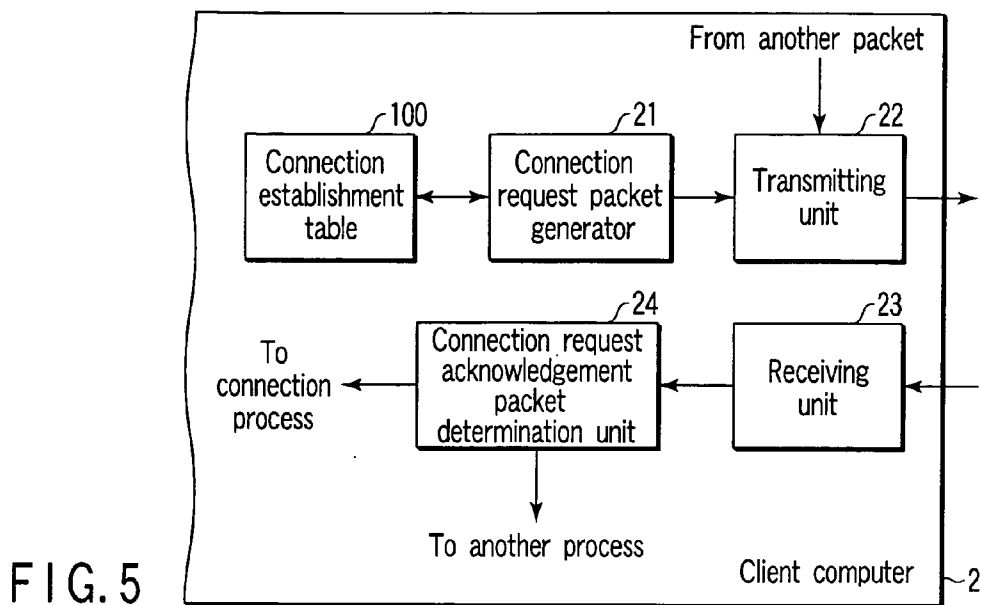 From another packet
100
21
22
Connection
establishment
table
Connection
request packet
generator
Transmitting
unit
24
23
To
connection
process
Connection request
acknowledgement
packet
determination unit
Receiving
unit
To another process
Client computer
2
FIG. 5